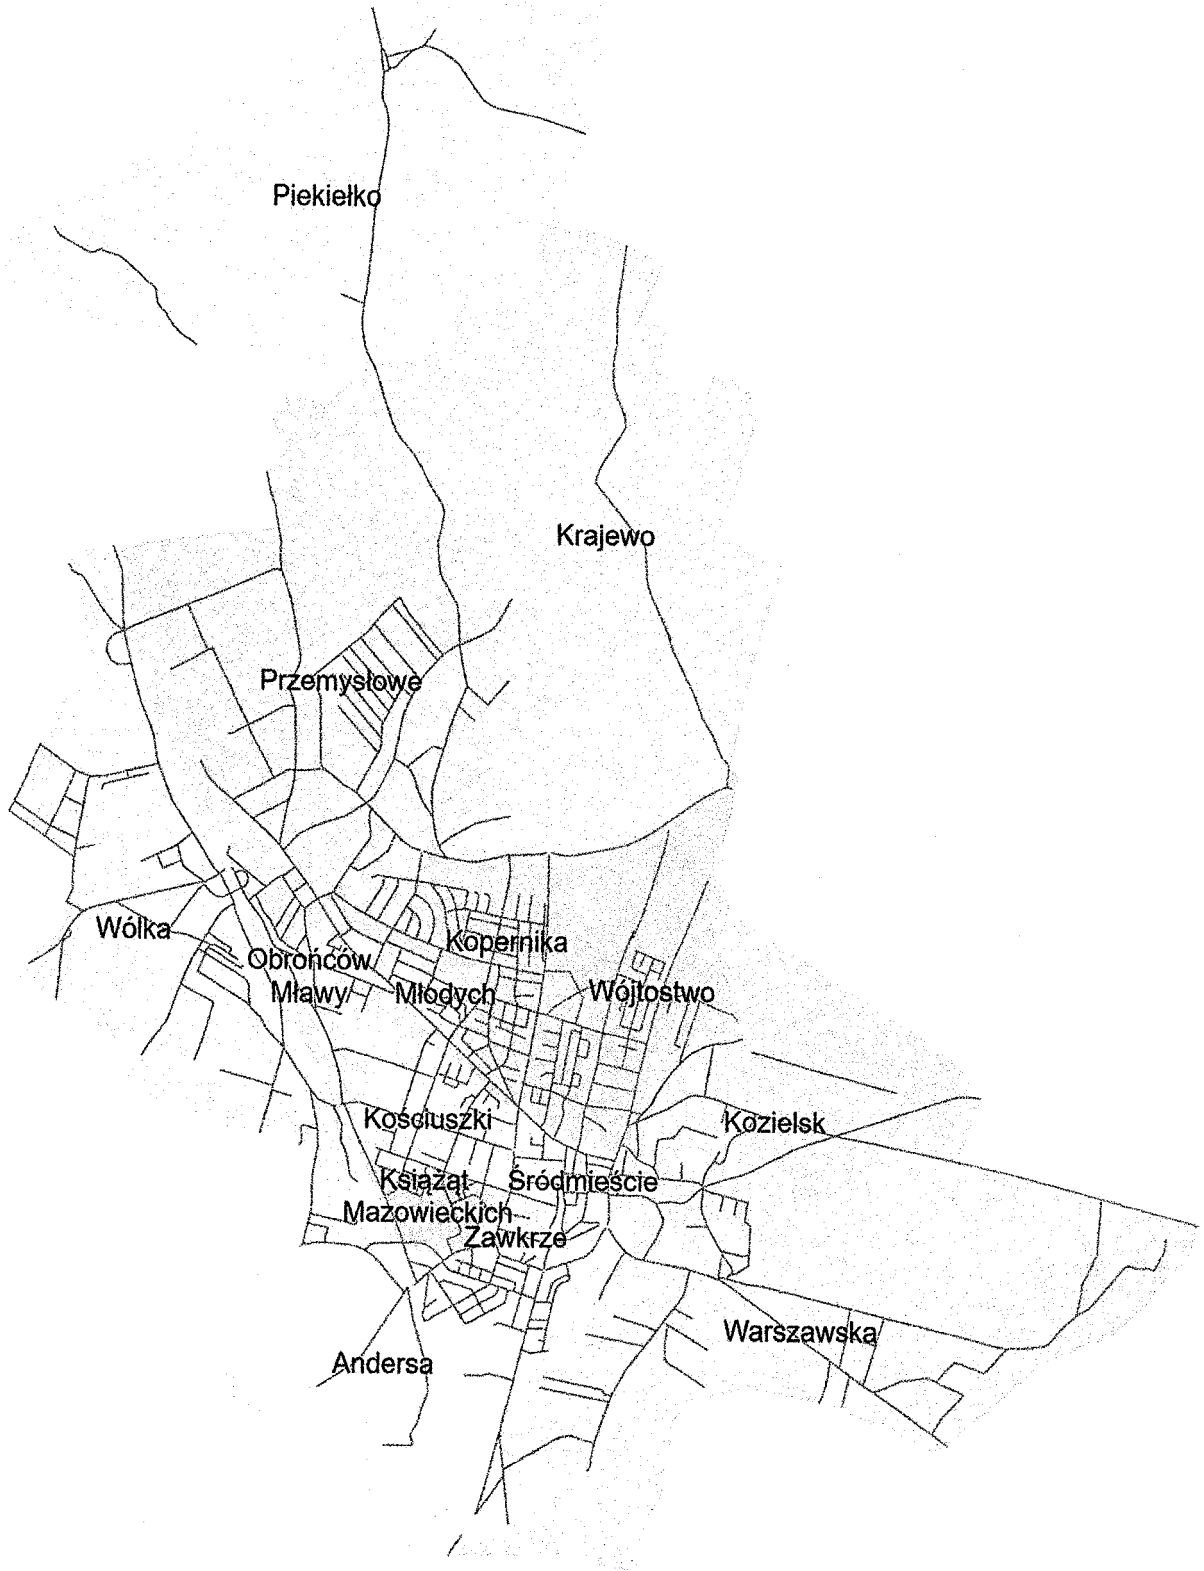 Piekiełko
Krajewo
Przemysłowe
Wólka
Kopernika
Obrońców
Mławy
Młodych
Wójtostwo
Kościuszki
Kozielsk
Książąt
Mazowieckich
Śródmieście
Zawkrze
Warszawska
Andersa